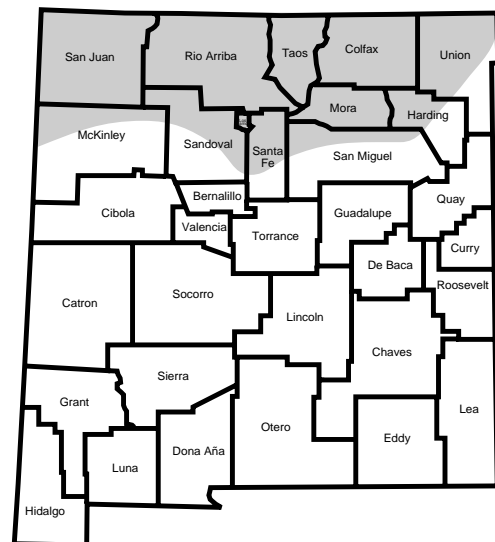 San Juan
Rio Arriba
Taos
Colfax
Union
Mora
Harding
McKinley
Sandoval
Santa
Fe
San Miguel
Bernalillo
Quay
Cibola
Guadalupe
Valencia
Torrance
Curry
De Baca
Roosevelt
Socorro
Catron
Lincoln
Chaves
Sierra
Grant
Lea
Otero
Eddy
Dona Aña
Luna
Hidalgo